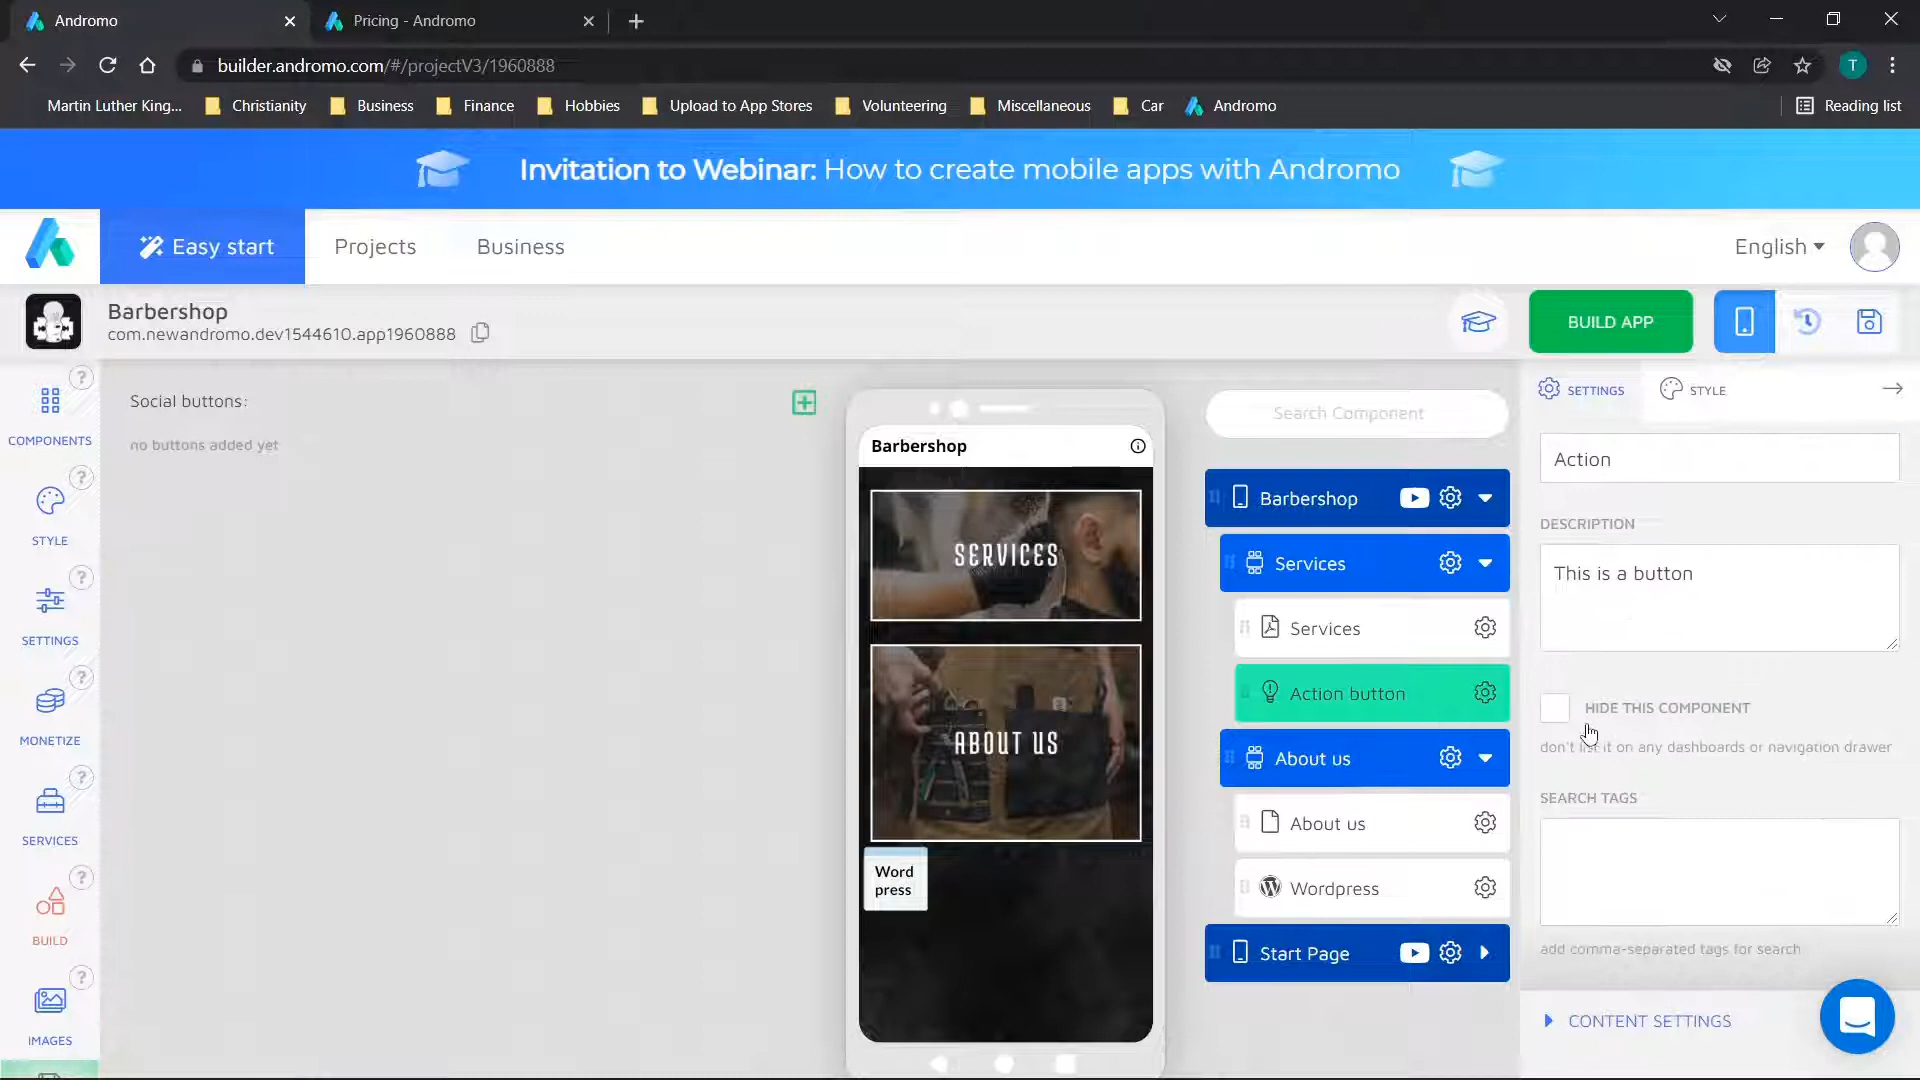 Andromo
Pricing - Andromo
builder.andromo.com/#/projectV3/1960888
T
Martin Luther King...
Christianity
Business
Finance
Hobbies
Upload to App Stores
Volunteering
Miscellaneous
Car
Andromo
Reading list
Invitation to Webinar: How to create mobile apps with Andromo
Easy start
Projects
Business
English
Barbershop
com.newandromo.dev1544610.app1960888
BUILD APP
?
COMPONENTS
?
STYLE
?
SETTINGS
?
MONETIZE
?
SERVICES
?
BUILD
?
IMAGES
Social buttons:
no buttons added yet
Barbershop
SERVICES
ABOUT US
Word
press
Search Component
Barbershop
Services
Services
Action button
About us
About us
Wordpress
Start Page
SETTINGS
STYLE
Action
DESCRIPTION
This is a button
HIDE THIS COMPONENT
don't list it on any dashboards or navigation drawer
SEARCH TAGS
add comma-separated tags for search
CONTENT SETTINGS